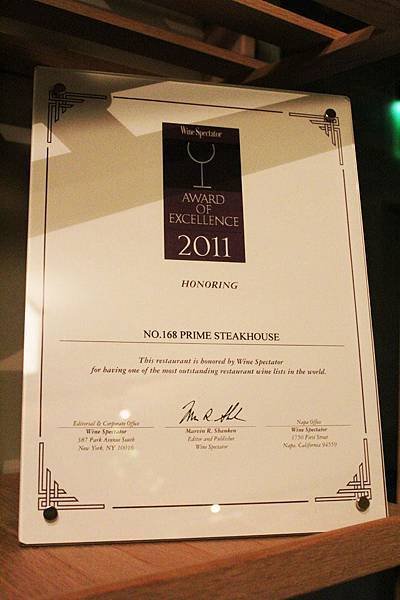 Wine Spectator
AWARD
OF
EXCELLENCE
2011
HONORING
NO.168 PRIME STEAKHOUSE
This restaurant is honored by Wine Spectator
for having one of the most outstanding restaurant wine lists in the world.
Editorial & Corporate Office
Wine Spectator
387 Park Avenue South
New York, NY 10016
Marvin R. Shanken
Editor and Publisher
Wine Spectator
Napa Office
Wine Spectator
1750 First Street
Napa, California 94559